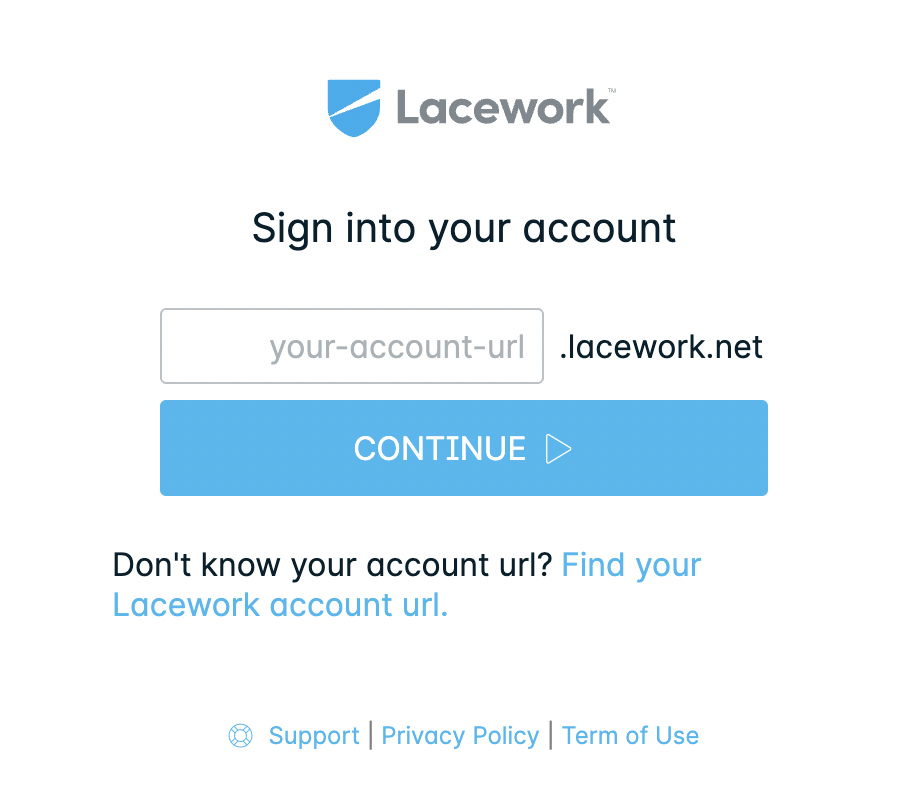 Lacework™
Sign into your account
your-account-url .lacework.net
CONTINUE
Don't know your account url? Find your
Lacework account url.
Support | Privacy Policy | Term of Use